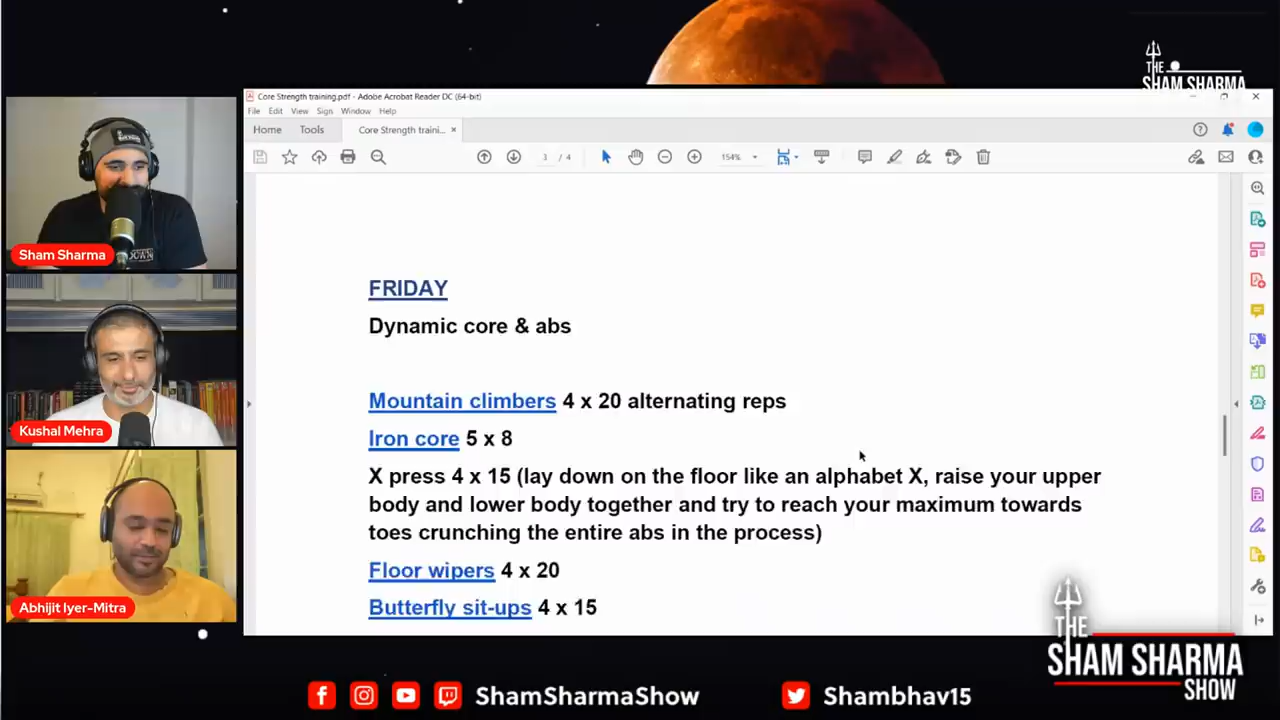 THE
SHAM SHARMA
Core Strength training.pdf - Adobe Acrobat Reader DC (64-bit)
File Edit View Sign Window Help
Home Tools Core Strength traini... ×
3 / 4 154%
Sham Sharma
Kushal Mehra
Abhijit Iyer-Mitra
FRIDAY
Dynamic core & abs
Mountain climbers 4 x 20 alternating reps
Iron core 5 x 8
X press 4 x 15 (lay down on the floor like an alphabet X, raise your upper
body and lower body together and try to reach your maximum towards
toes crunching the entire abs in the process)
Floor wipers 4 x 20
Butterfly sit-ups 4 x 15
THE
SHAM SHARMA
SHOW
ShamSharmaShow Shambhav15